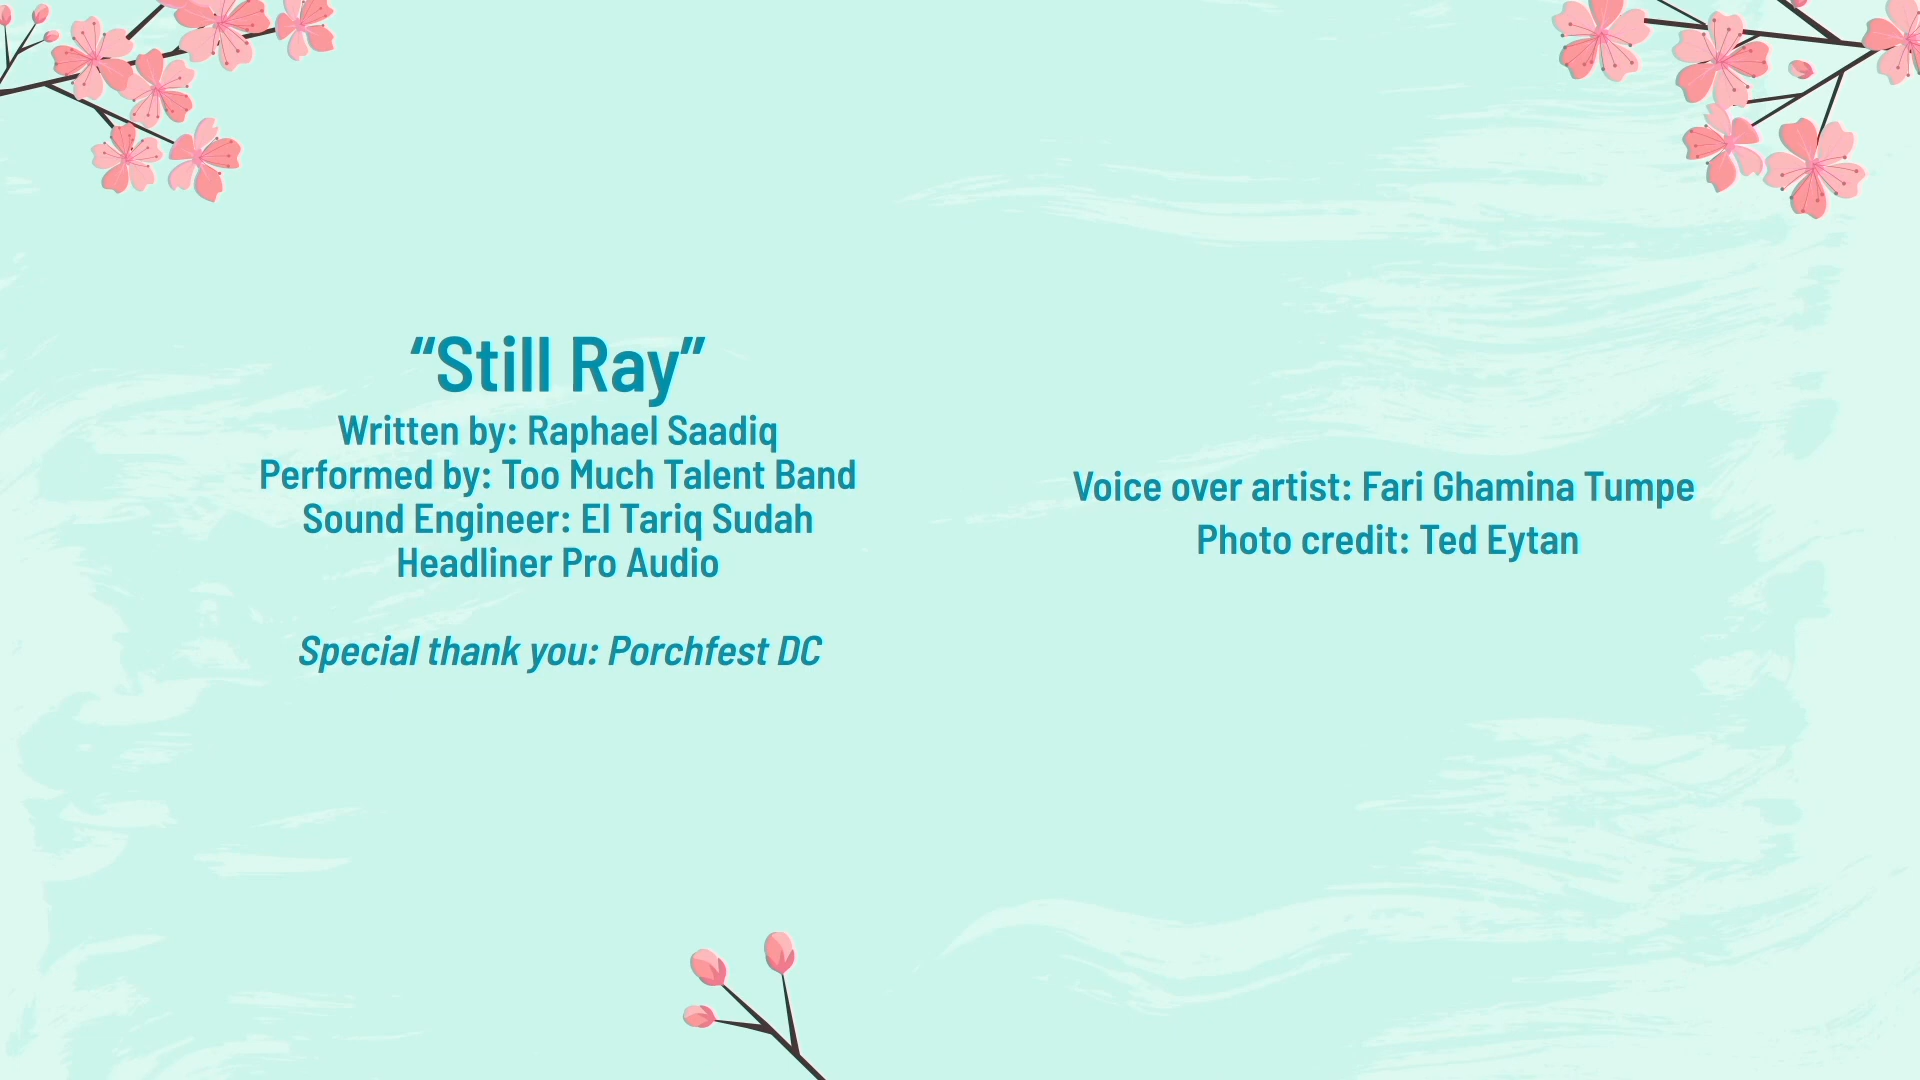 “Still Ray”
Written by: Raphael Saadiq
Performed by: Too Much Talent Band
Sound Engineer: El Tariq Sudah
Headliner Pro Audio
Special thank you: Porchfest DC
Voice over artist: Fari Ghamina Tumpe
Photo credit: Ted Eytan